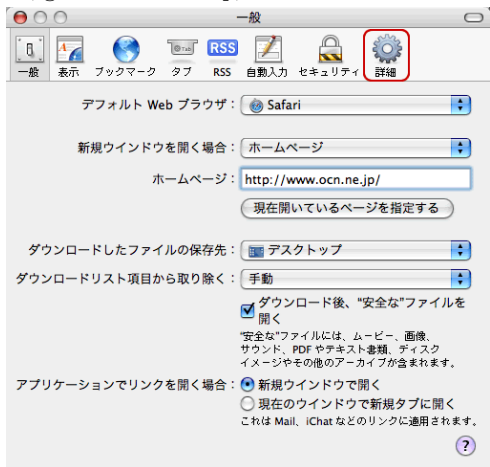 一般
一般 表示 ブックマーク タブ RSS 自動入力 セキュリティ 詳細
デフォルト Web ブラウザ： Safari
新規ウインドウを開く場合： ホームページ
ホームページ： http://www.ocn.ne.jp/
現在開いているページを指定する
ダウンロードしたファイルの保存先： デスクトップ
ダウンロードリスト項目から取り除く： 手動
ダウンロード後、"安全な"ファイルを
開く
"安全な"ファイルには、ムービー、画像、
サウンド、PDF やテキスト書類、ディスク
イメージやその他のアーカイブが含まれます。
アプリケーションでリンクを開く場合： 新規ウインドウで開く
現在のウインドウで新規タブに開く
これは Mail、iChat などのリンクに適用されます。
?